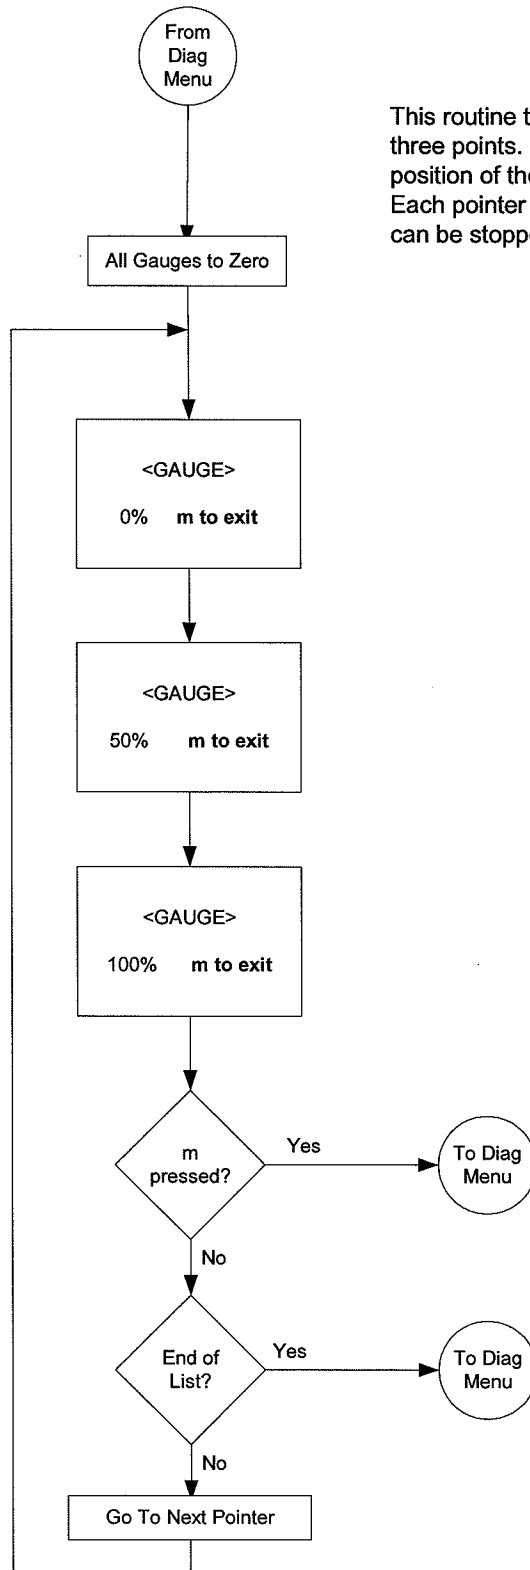 From
Diag
Menu
This routine t
three points.
position of the
Each pointer
can be stoppe
All Gauges to Zero
<GAUGE>
0% m to exit
<GAUGE>
50% m to exit
<GAUGE>
100% m to exit
m
pressed?
Yes
To Diag
Menu
No
End of
List?
Yes
To Diag
Menu
No
Go To Next Pointer